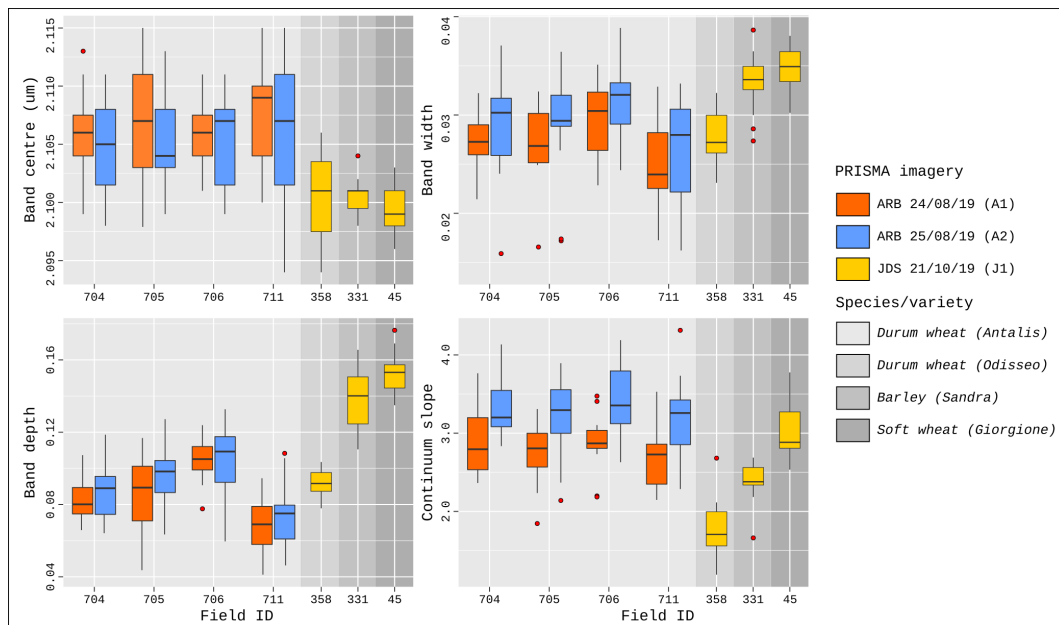 Band centre (um)
2.115
2.110
2.105
2.100
2.095
704
705
706
711
358
331
45
Band width
0.04
0.03
0.02
704
705
706
711
358
331
45
Band depth
0.16
0.12
0.08
0.04
704
705
706
711
358
331
45
Field ID
Continuum slope
4.0
3.0
2.0
704
705
706
711
358
331
45
Field ID
PRISMA imagery
ARB 24/08/19 (A1)
ARB 25/08/19 (A2)
JDS 21/10/19 (J1)
Species/variety
Durum wheat (Antalis)
Durum wheat (Odisseo)
Barley (Sandra)
Soft wheat (Giorgione)